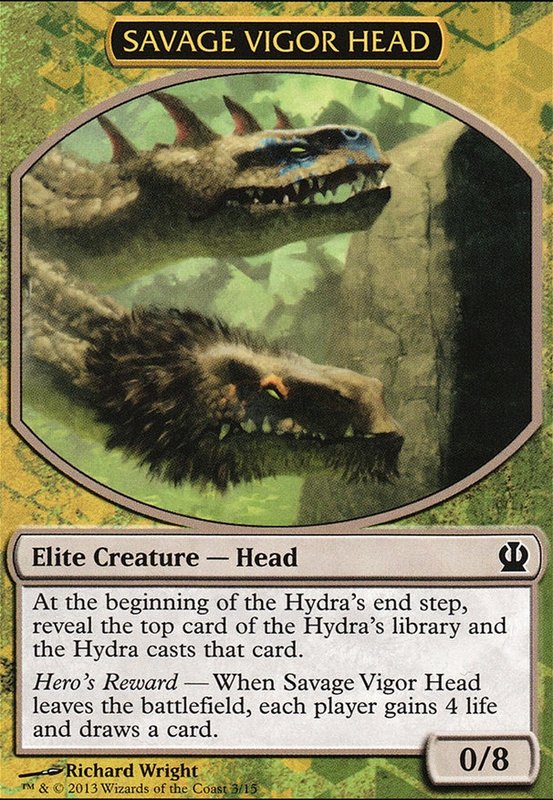 SAVAGE VIGOR HEAD
Elite Creature — Head
At the beginning of the Hydra's end step,
reveal the top card of the Hydra's library and
the Hydra casts that card.
Hero's Reward — When Savage Vigor Head
leaves the battlefield, each player gains 4 life
and draws a card.
0/8
Richard Wright
™ & © 2013 Wizards of the Coast 3/15